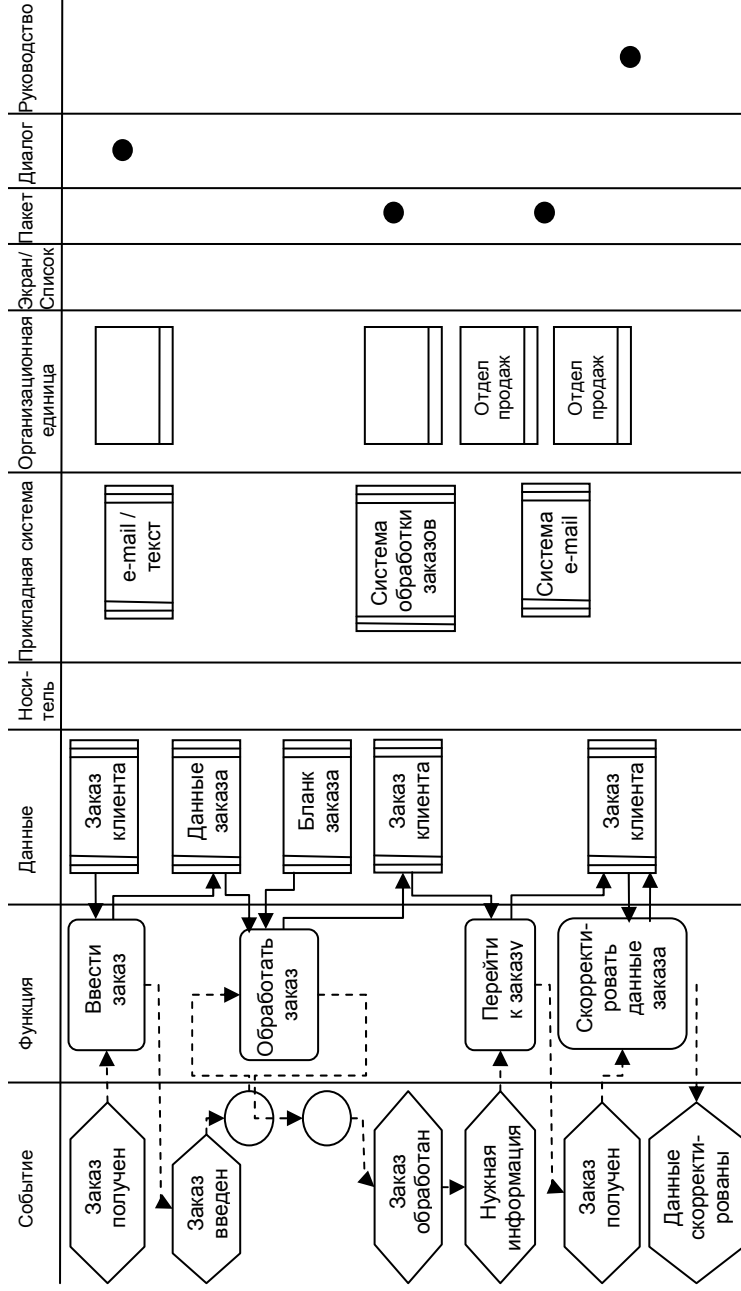 Событие
Функция
Данные
Носи-
тель
Прикладная система
Организационная
единица
Экран/
Список
Пакет
Диалог
Руководство
Заказ
получен
Ввести
заказ
Заказ
клиента
e-mail /
текст
Заказ
введен
Данные
заказа
Обработать
заказ
Бланк
заказа
Заказ
обработан
Заказ
клиента
Система
обработки
заказов
Нужная
информация
Перейти
к заказу
Отдел
продаж
Система
e-mail
Заказ
получен
Скорректи-
ровать
данные
заказа
Заказ
клиента
Отдел
продаж
Данные
скорректи-
рованы